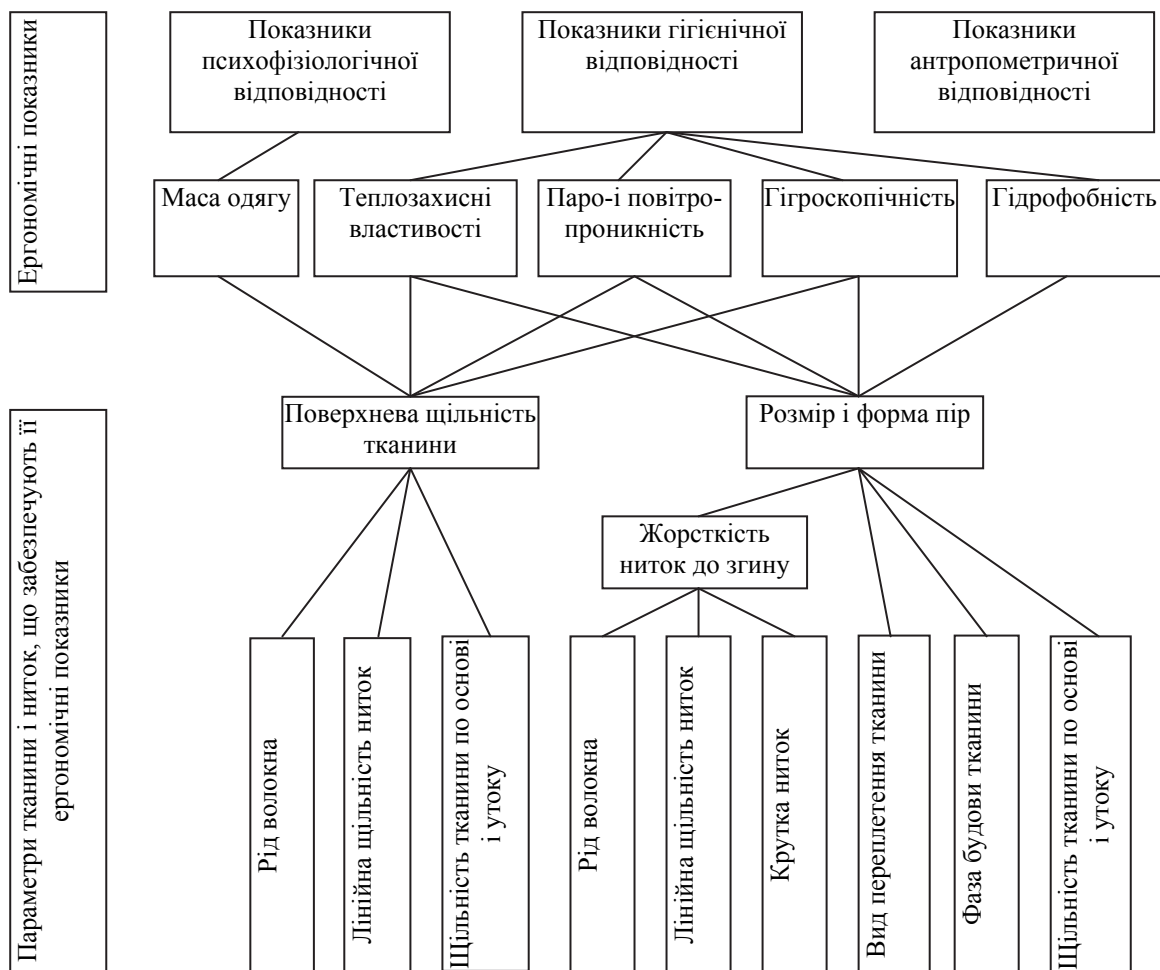 Ергономічні показники
Показники
психофізіологічної
відповідності
Показники гігієнічної
відповідності
Показники
антропометричної
відповідності
Маса одягу
Теплозахисні
властивості
Паро-і повітро-
проникність
Гігроскопічність
Гідрофобність
Параметри тканини і ниток, що забезпечують її
ергономічні показники
Поверхнева щільність
тканини
Розмір і форма пір
Жорсткість
ниток до згину
Рід волокна
Лінійна щільність ниток
Щільність тканини по основі
і утоку
Рід волокна
Лінійна щільність ниток
Крутка ниток
Вид переплетення тканини
Фаза будови тканини
Щільність тканини по основі
і утоку